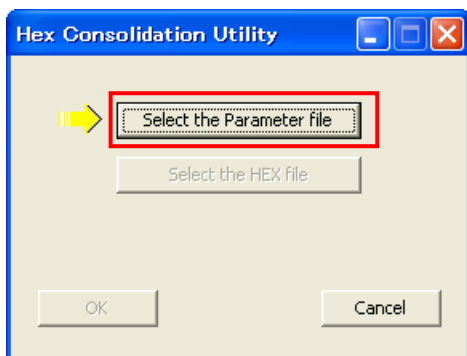 Hex Consolidation Utility
Select the Parameter file
Select the HEX file
OK
Cancel